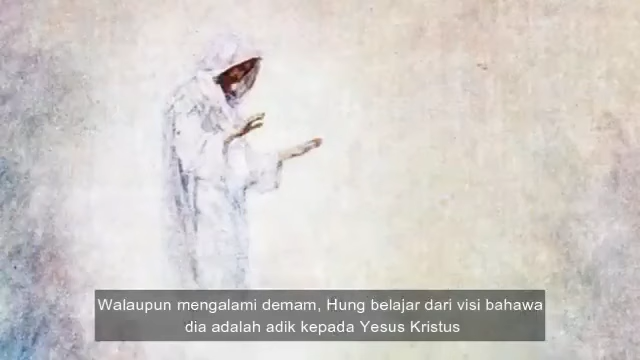 Walaupun mengalami demam, Hung belajar dari visi bahawa
dia adalah adik kepada Yesus Kristus